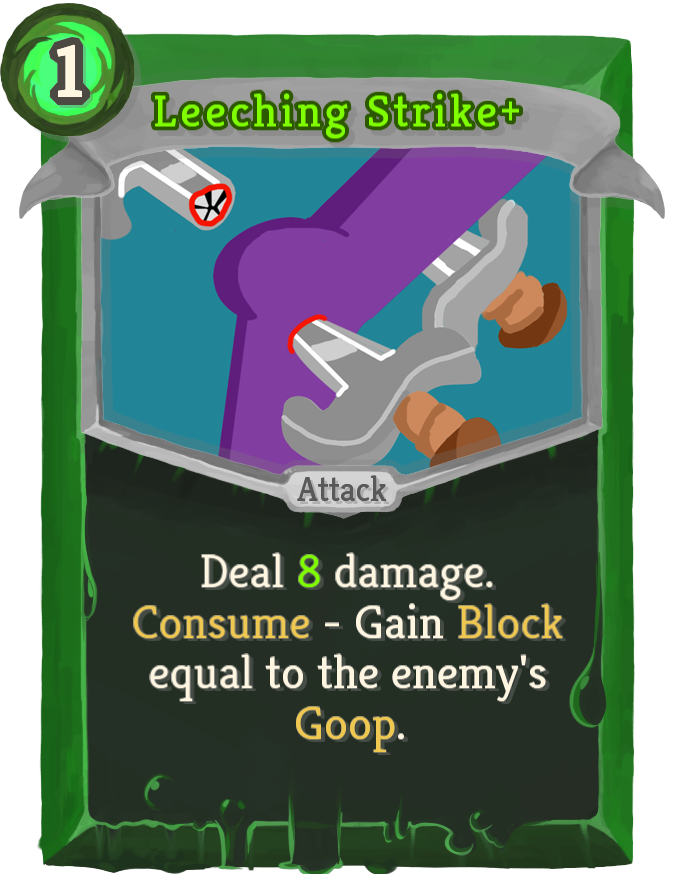 1
Leeching Strike+
Attack
Deal 8 damage.
Consume - Gain Block
equal to the enemy's
Goop.